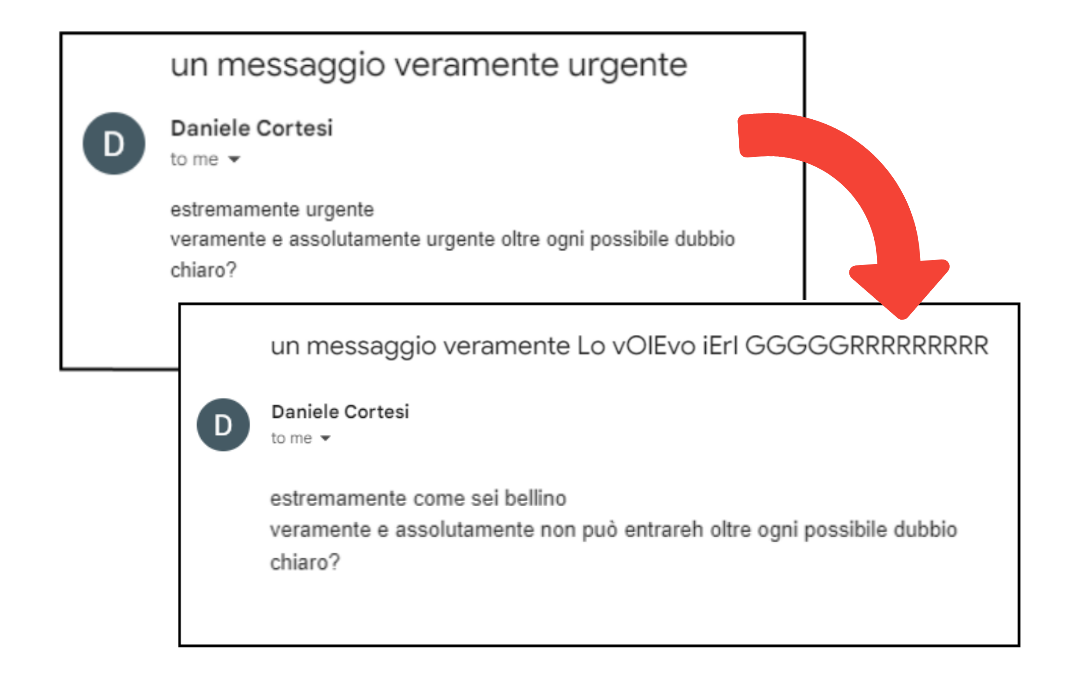 un messaggio veramente urgente
D
Daniele Cortesi
to me
estremamente urgente
veramente e assolutamente urgente oltre ogni possibile dubbio
chiaro?
un messaggio veramente Lo vOlEvo iErI GGGGGRRRRRRRRR
D
Daniele Cortesi
to me
estremamente come sei bellino
veramente e assolutamente non può entrareh oltre ogni possibile dubbio
chiaro?